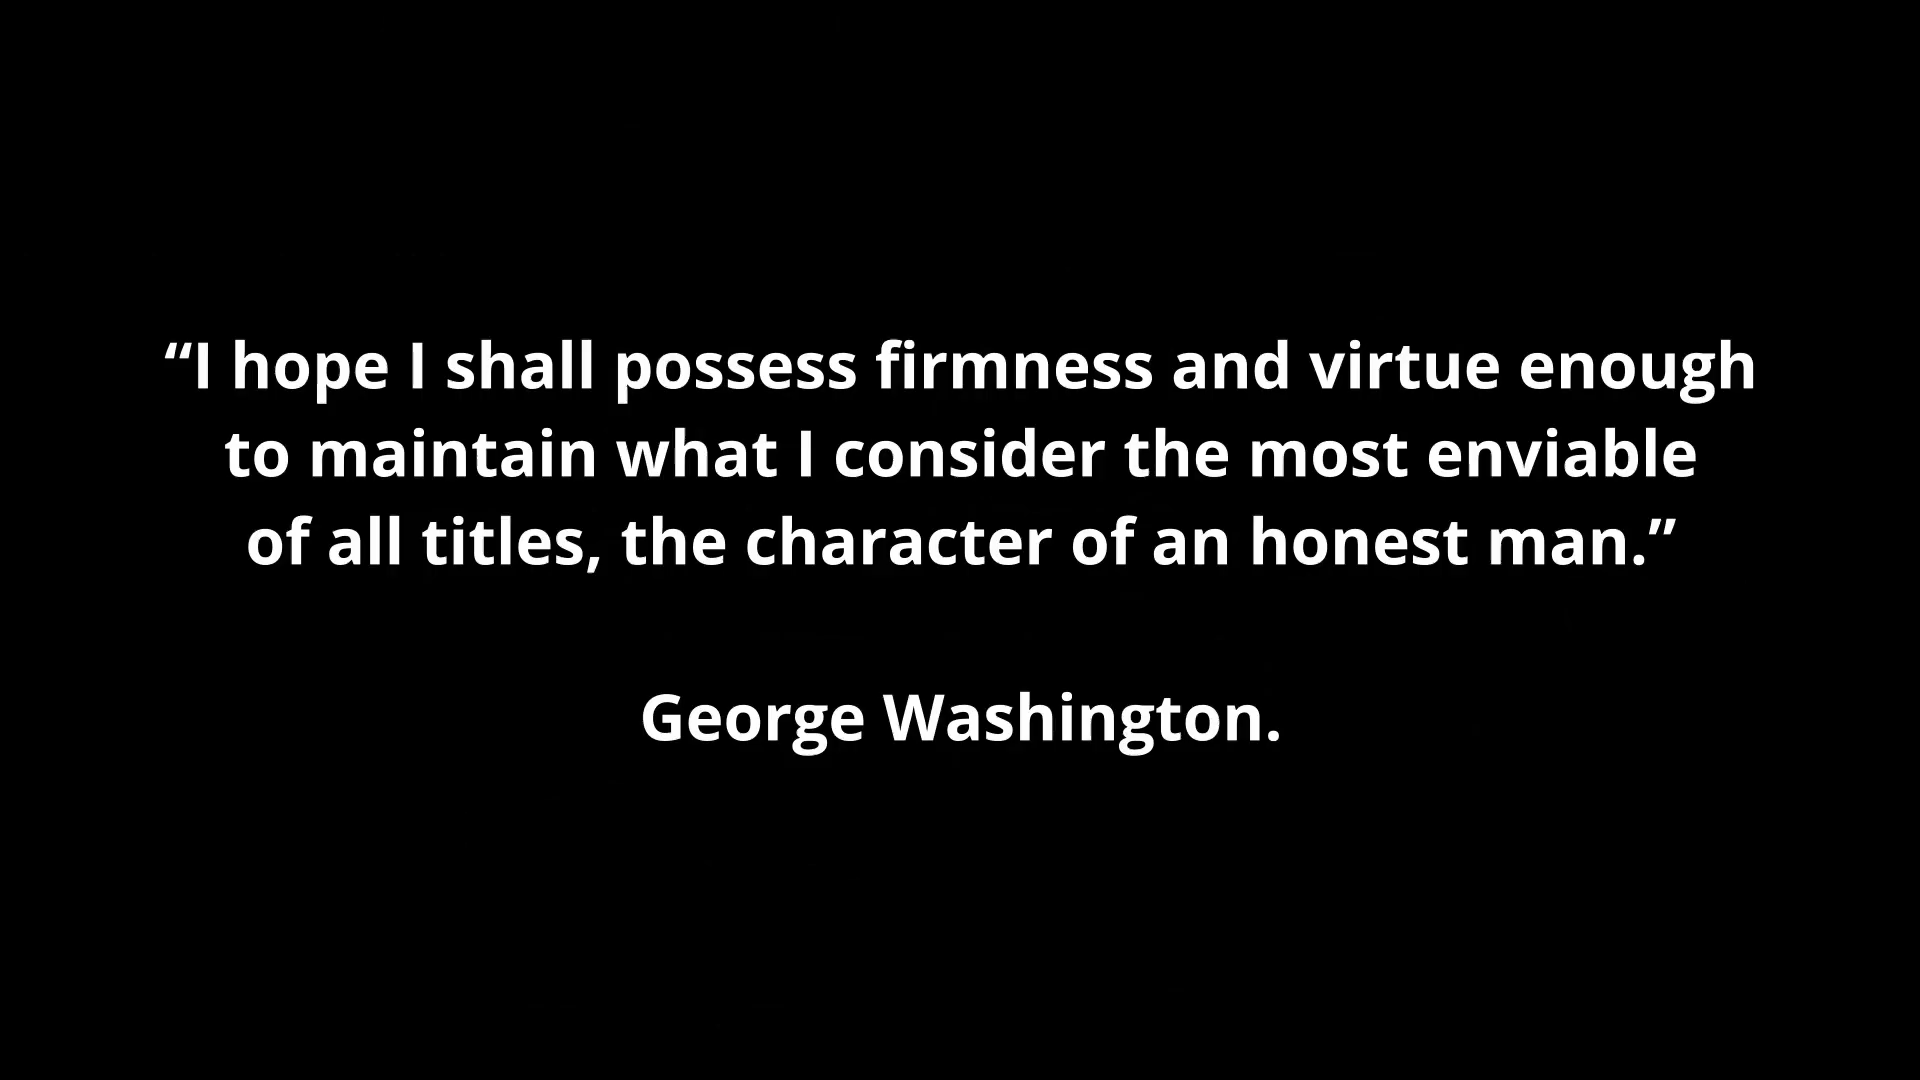 “I hope I shall possess firmness and virtue enough
to maintain what I consider the most enviable
of all titles, the character of an honest man.”
George Washington.